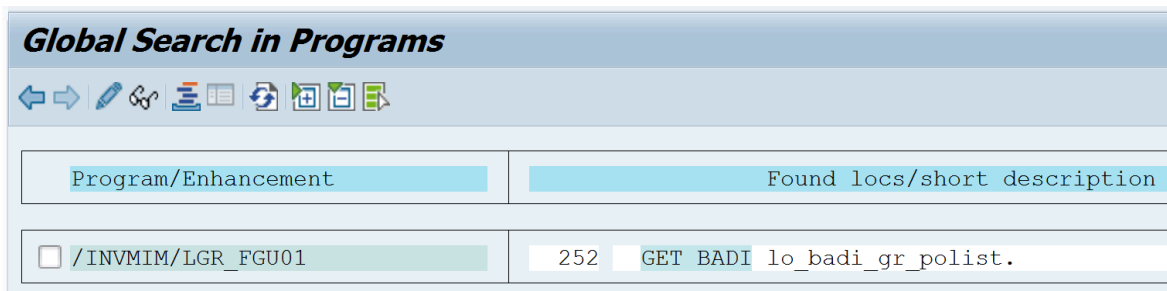 Global Search in Programs
Program/Enhancement Found locs/short description
/INVMIM/LGR_FGU01 252 GET BADI lo_badi_gr_polist.